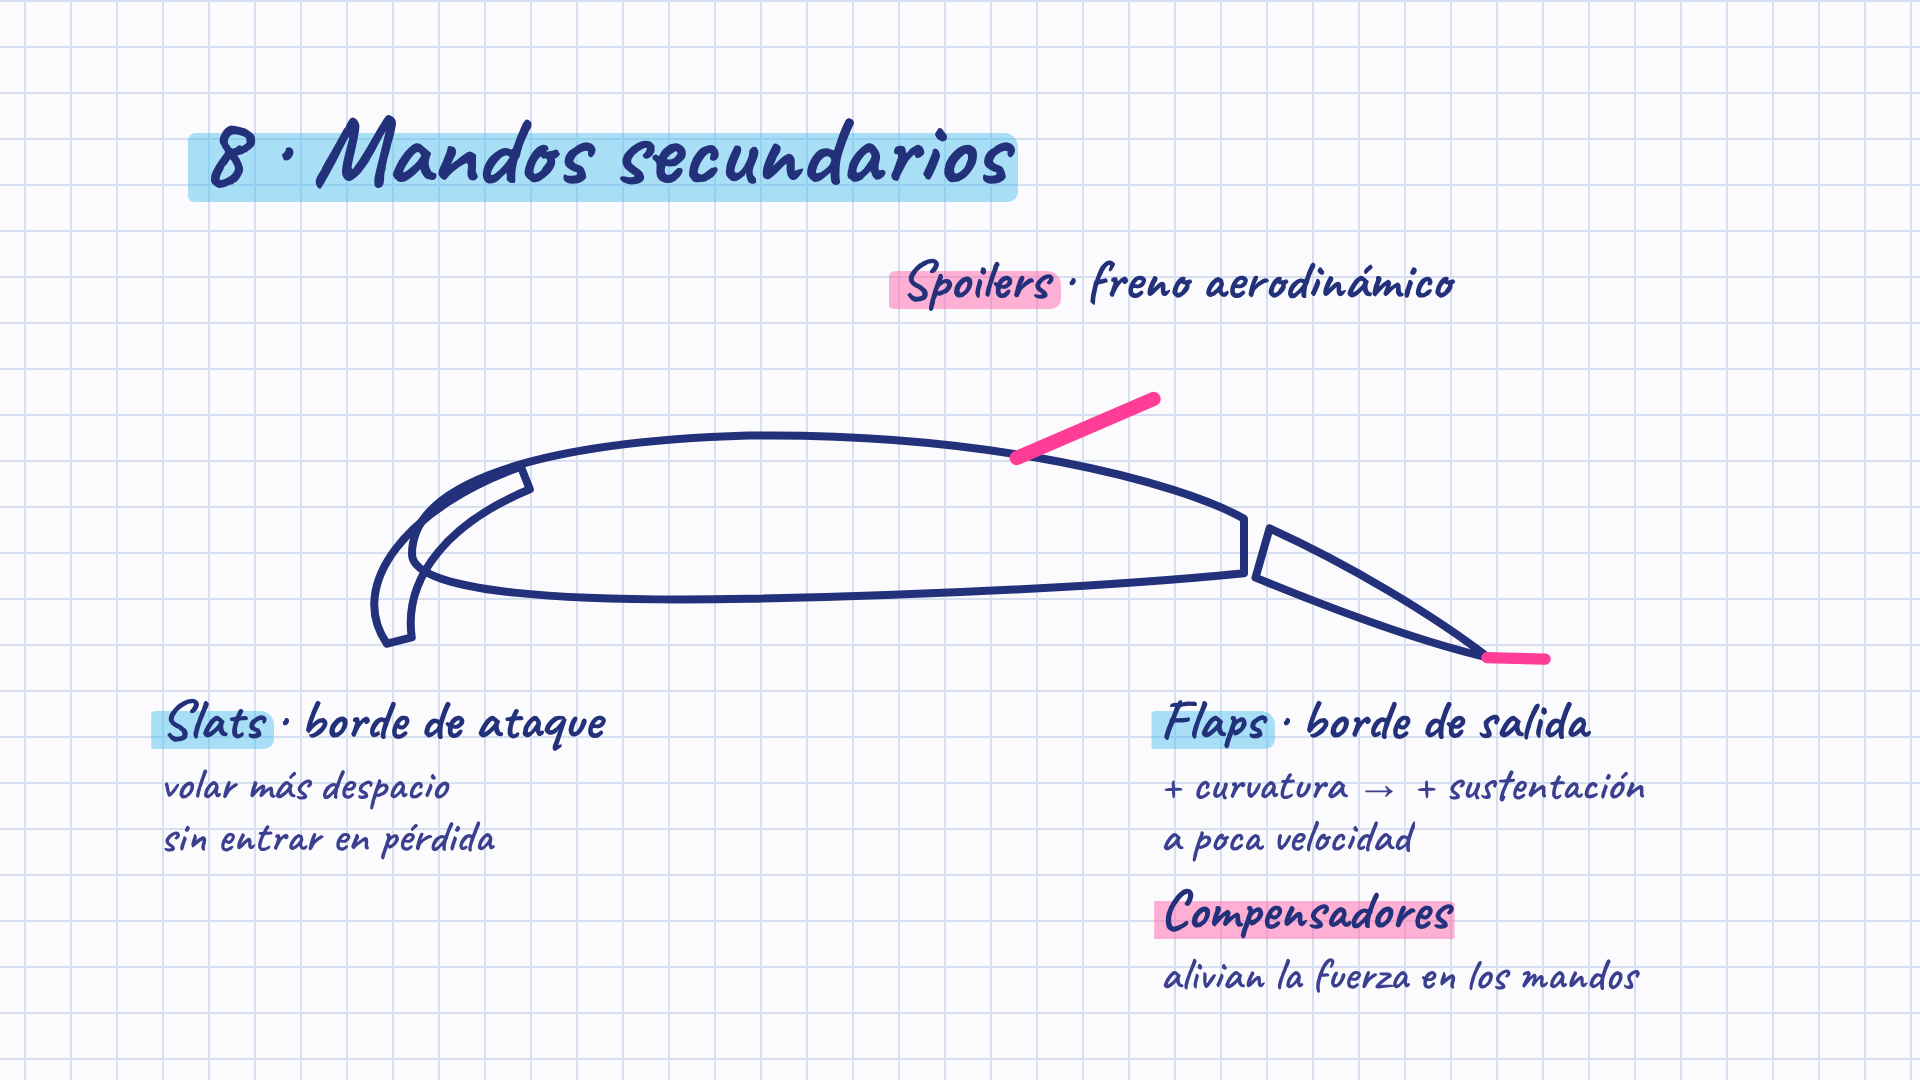 8 · Mandos secundarios
Spoilers · freno aerodinámico
Slats · borde de ataque
volar más despacio
sin entrar en pérdida
Flaps · borde de salida
+ curvatura → + sustentación
a poca velocidad
Compensadores
alivian la fuerza en los mandos